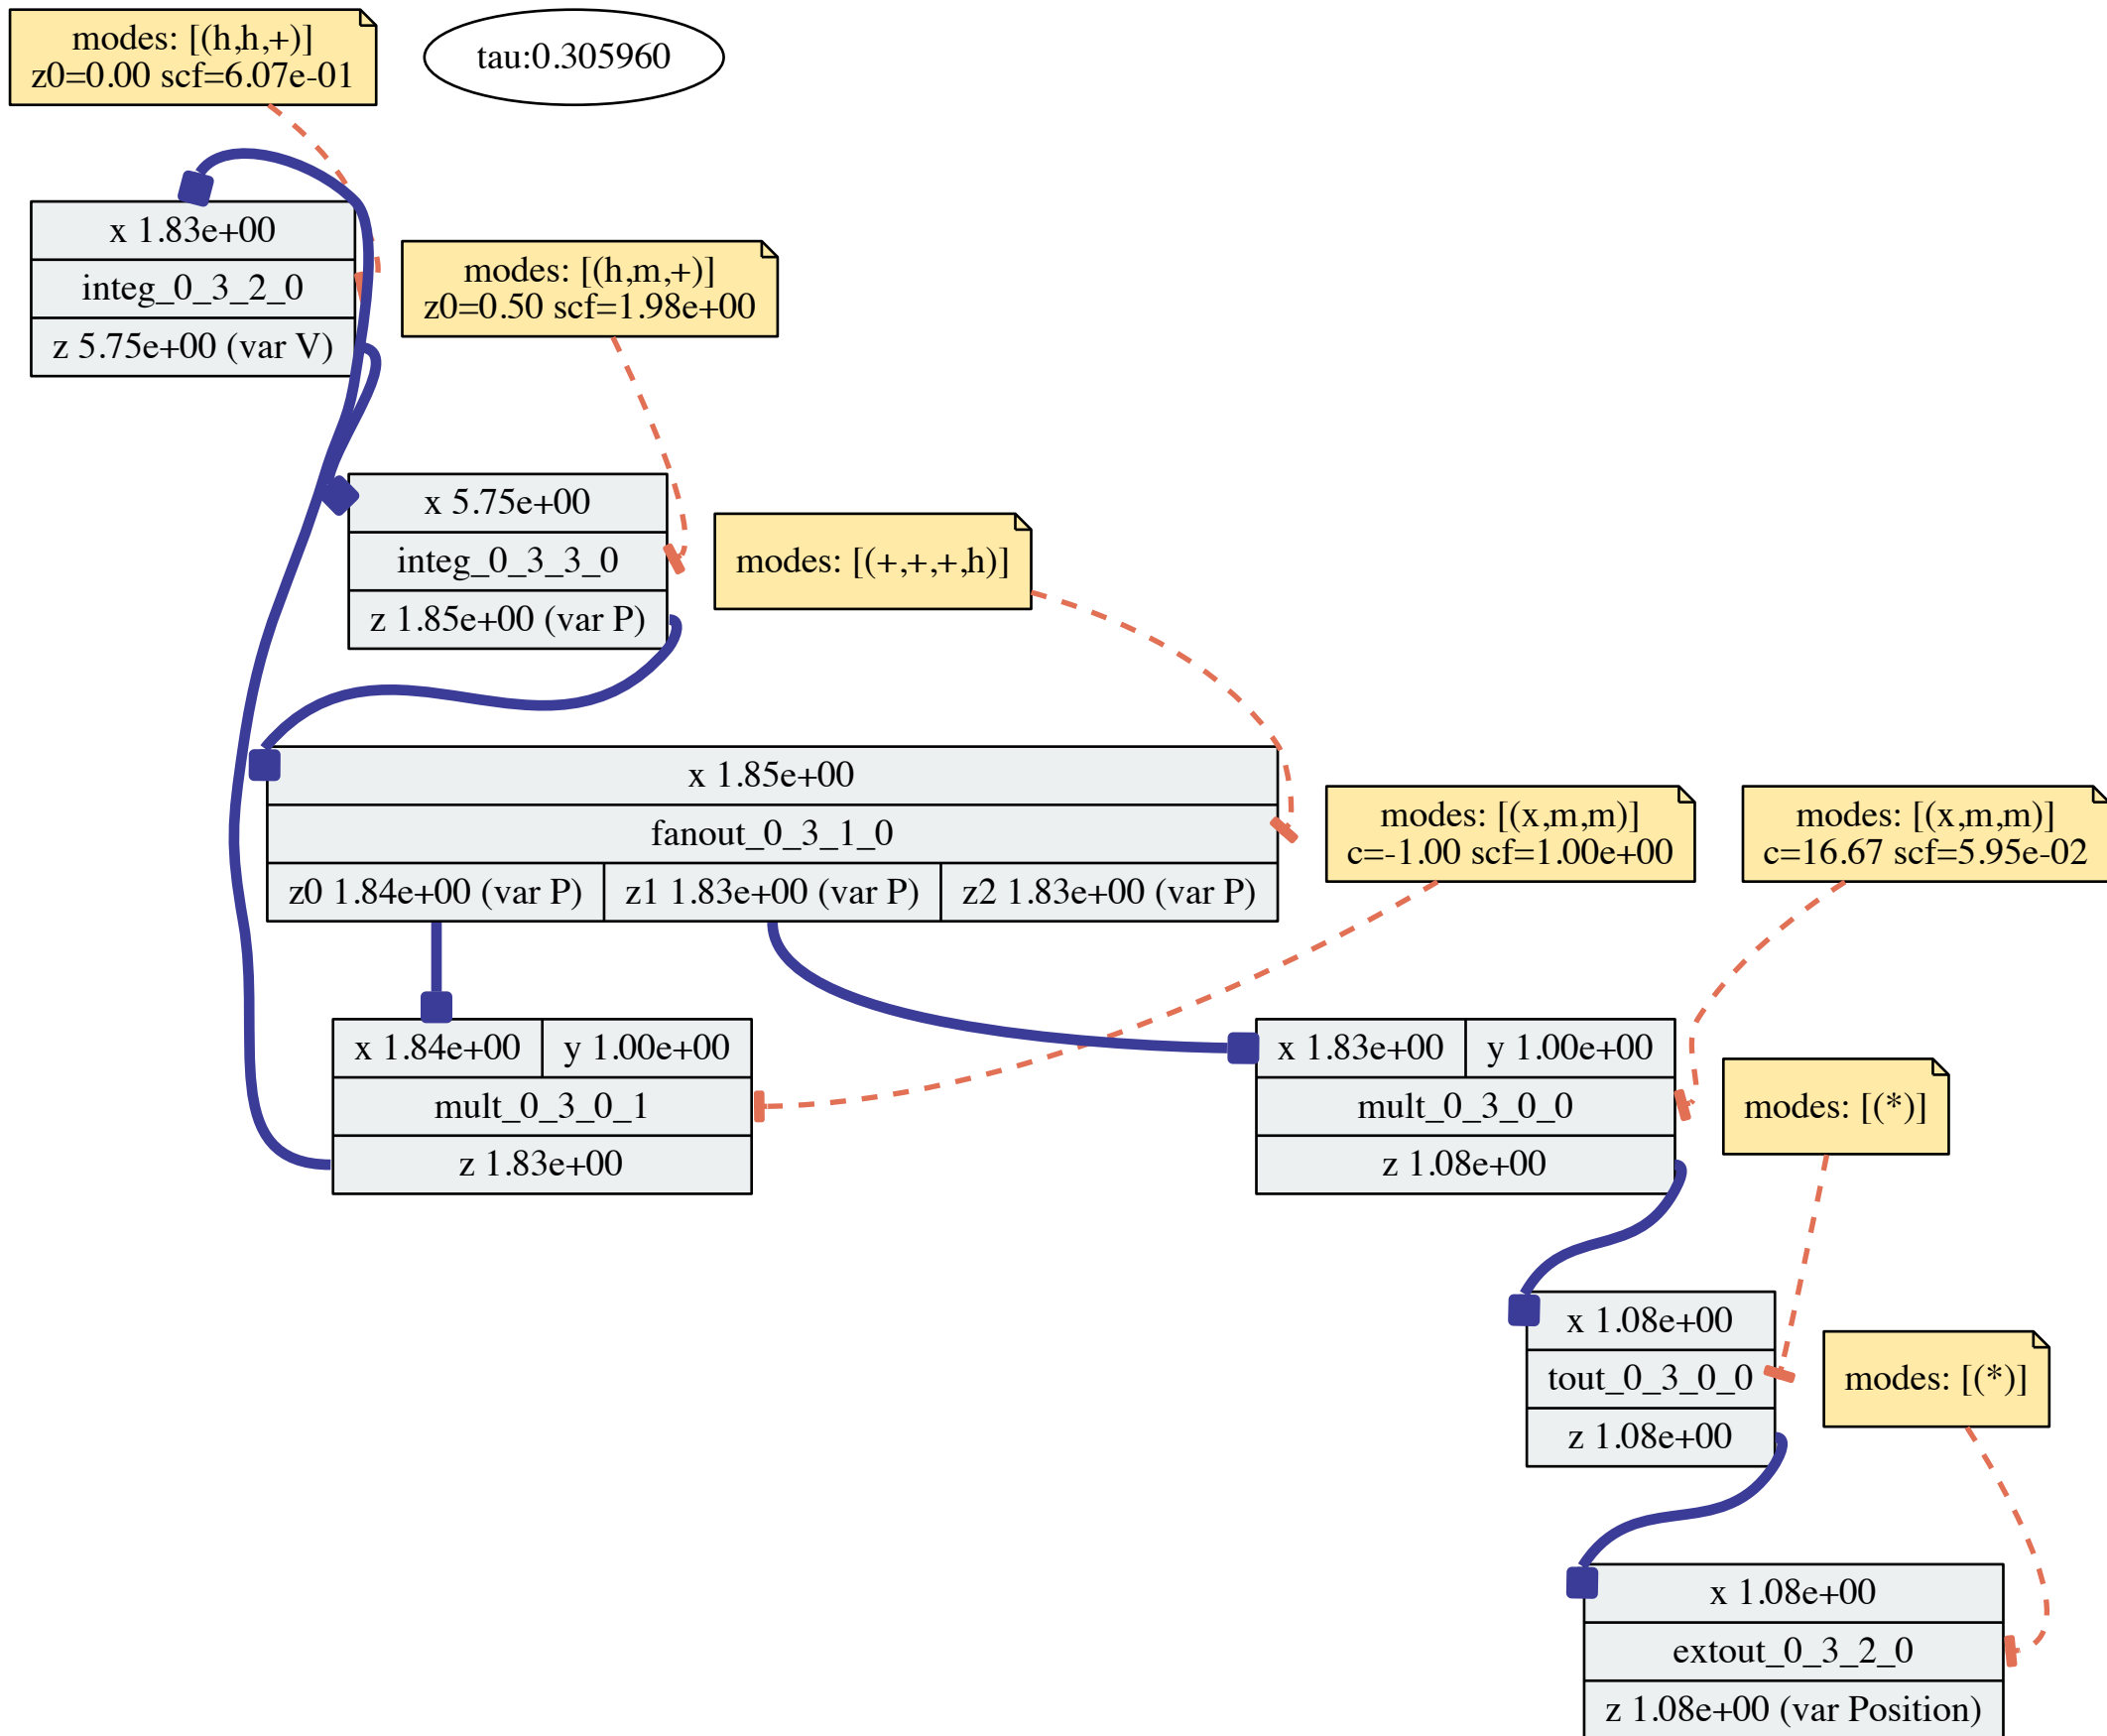 modes: [(h,h,+)]
z0=0.00 scf=6.07e-01
tau:0.305960
x 1.83e+00
integ_0_3_2_0
z 5.75e+00 (var V)
modes: [(h,m,+)]
z0=0.50 scf=1.98e+00
x 5.75e+00
integ_0_3_3_0
z 1.85e+00 (var P)
modes: [(+,+,+,h)]
x 1.85e+00
fanout_0_3_1_0
z0 1.84e+00 (var P)
z1 1.83e+00 (var P)
z2 1.83e+00 (var P)
modes: [(x,m,m)]
c=-1.00 scf=1.00e+00
modes: [(x,m,m)]
c=16.67 scf=5.95e-02
x 1.84e+00
y 1.00e+00
mult_0_3_0_1
z 1.83e+00
x 1.83e+00
y 1.00e+00
mult_0_3_0_0
z 1.08e+00
modes: [(*)]
x 1.08e+00
tout_0_3_0_0
z 1.08e+00
modes: [(*)]
x 1.08e+00
extout_0_3_2_0
z 1.08e+00 (var Position)